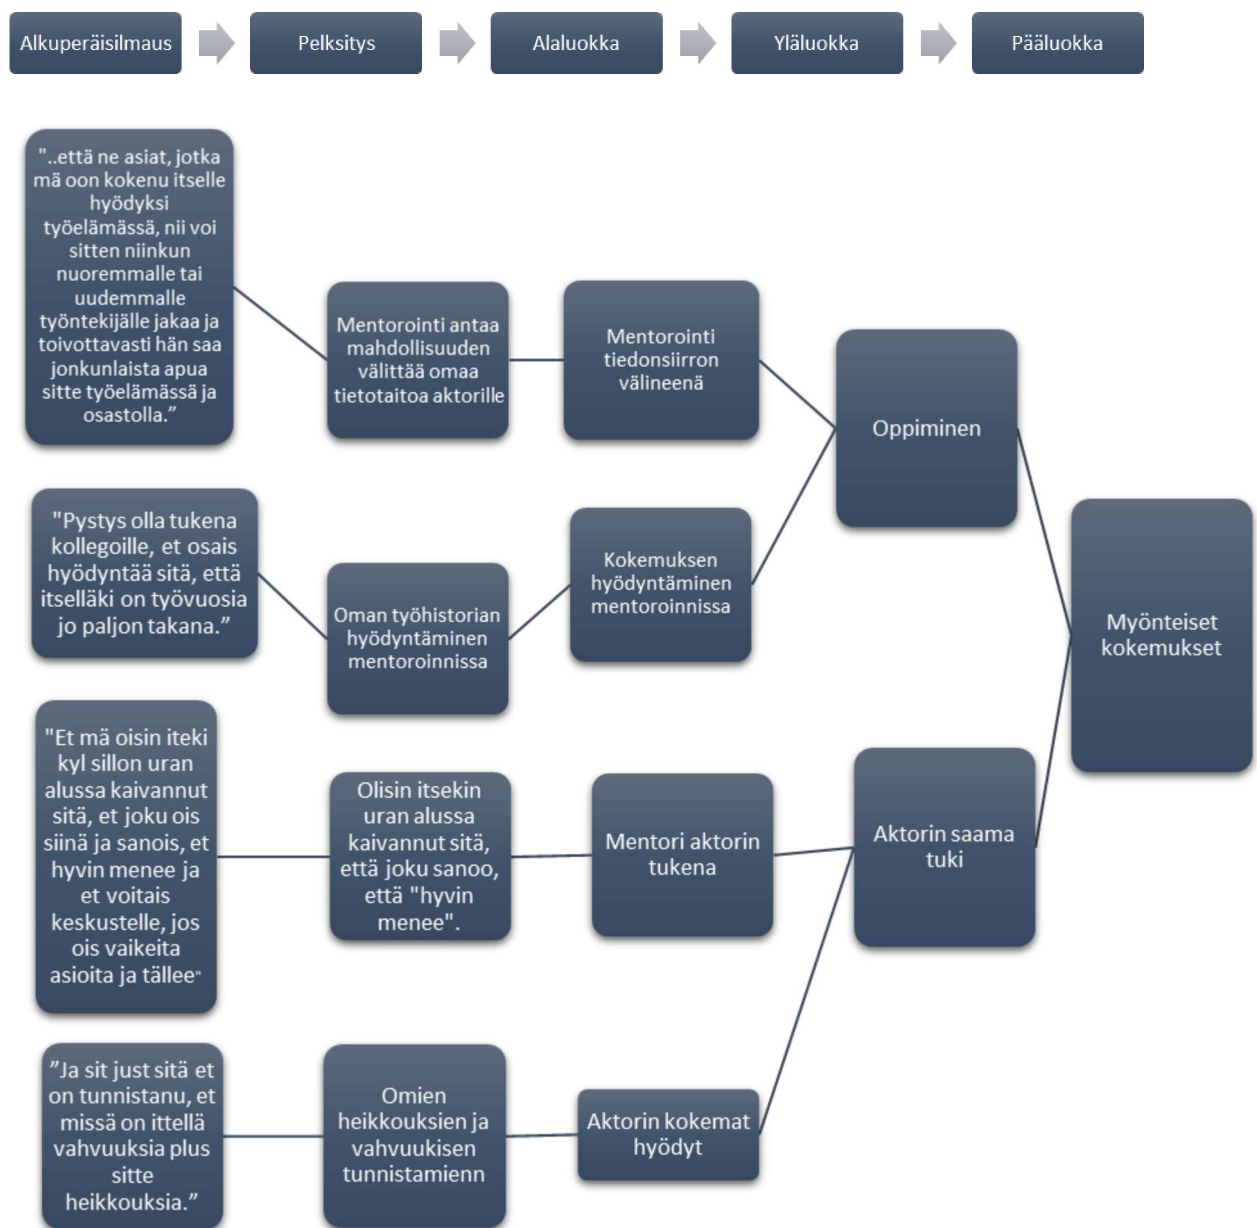 Alkuperäisilmaus
Pelksitys
Alaluokka
Yläluokka
Pääluokka
"..että ne asiat, jotka
mä oon kokenu itselle
hyödyksi
työelämässä, nii voi
sitten niinkun
nuoremmalle tai
uudemmalle
työntekijälle jakaa ja
toivottavasti hän saa
jonkunlaista apua
sitte työelämässä ja
osastolla.”
Mentorointi antaa
mahdollisuuden
välittää omaa
tietotaitoa aktorille
Mentorointi
tiedonsiirron
välineenä
Oppiminen
"Pystys olla tukena
kollegoille, et osais
hyödyntää sitä, että
itselläki on työvuosia
jo paljon takana.”
Oman työhistorian
hyödyntäminen
mentoroinnissa
Kokemuksen
hyödyntäminen
mentoroinnissa
Myönteiset
kokemukset
"Et mä oisin iteki
kyl sillon uran
alussa kaivannut
sitä, et joku ois
siinä ja sanois, et
hyvin menee ja
et voitais
keskustelle, jos
ois vaikeita
asioita ja tällee"
Olisin itsekin
uran alussa
kaivannut sitä,
että joku sanoo,
että "hyvin
menee".
Mentori aktorin
tukena
Aktorin saama
tuki
”Ja sit just sitä et
on tunnistanu, et
missä on ittellä
vahvuuksia plus
sitte
heikkouksia.”
Omien
heikkouksien ja
vahvuukisen
tunnistamienn
Aktorin kokemat
hyödyt